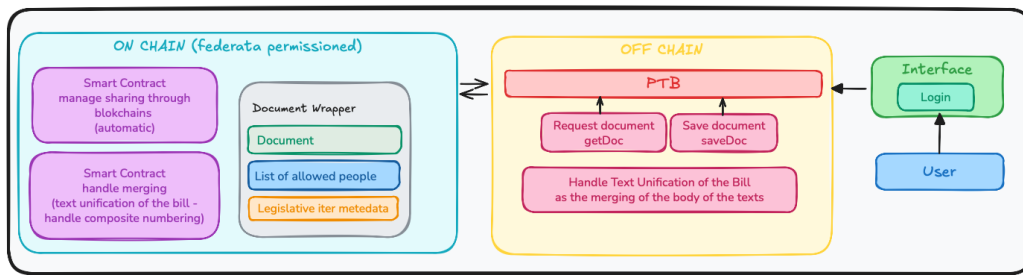 ON CHAIN (federata permissioned)
Smart Contract
manage sharing through
blokchains
(automatic)
Smart Contract
handle merging
(text unification of the bill -
handle composite numbering)
Document Wrapper
Document
List of allowed people
Legislative iter metedata
OFF CHAIN
PTB
Request document
getDoc
Save document
saveDoc
Handle Text Unification of the Bill
as the merging of the body of the texts
Interface
Login
User